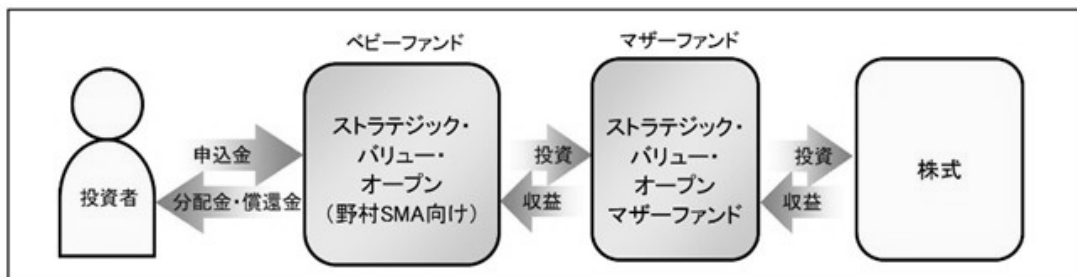 ベビーファンド
マザーファンド
投資者
申込金
分配金・償還金
ストラテジック・
バリュー・
オープン
(野村SMA向け)
投資
収益
ストラテジック・
バリュー・
オープン
マザーファンド
投資
収益
株式